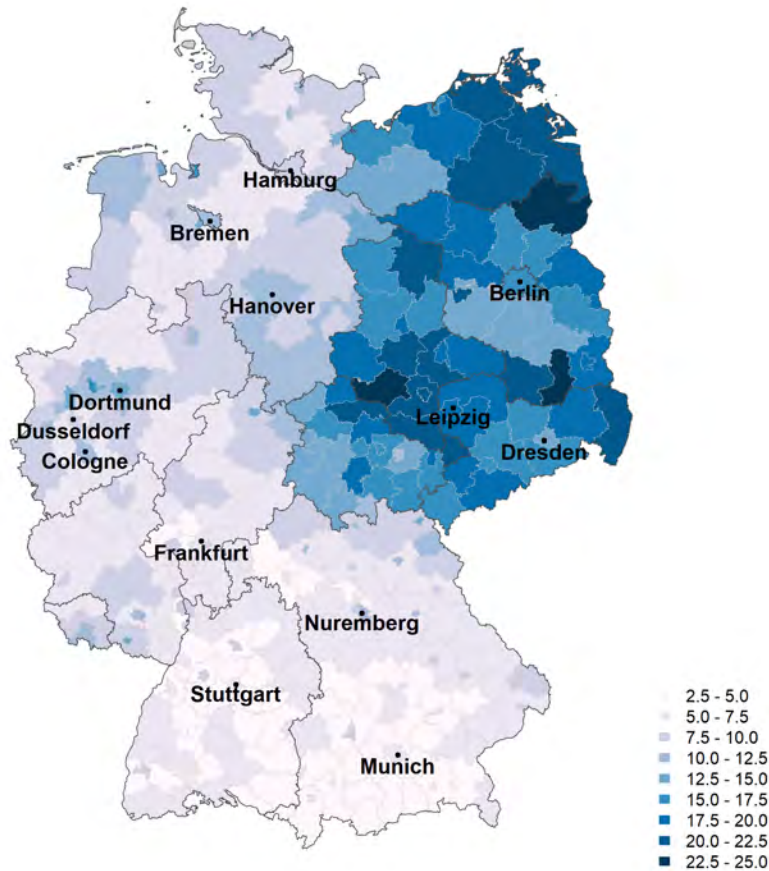 Hamburg
Bremen
Hanover
Berlin
Dortmund
Dusseldorf
Cologne
Leipzig
Dresden
Frankfurt
Nuremberg
Stuttgart
Munich
2.5 - 5.0
5.0 - 7.5
7.5 - 10.0
10.0 - 12.5
12.5 - 15.0
15.0 - 17.5
17.5 - 20.0
20.0 - 22.5
22.5 - 25.0